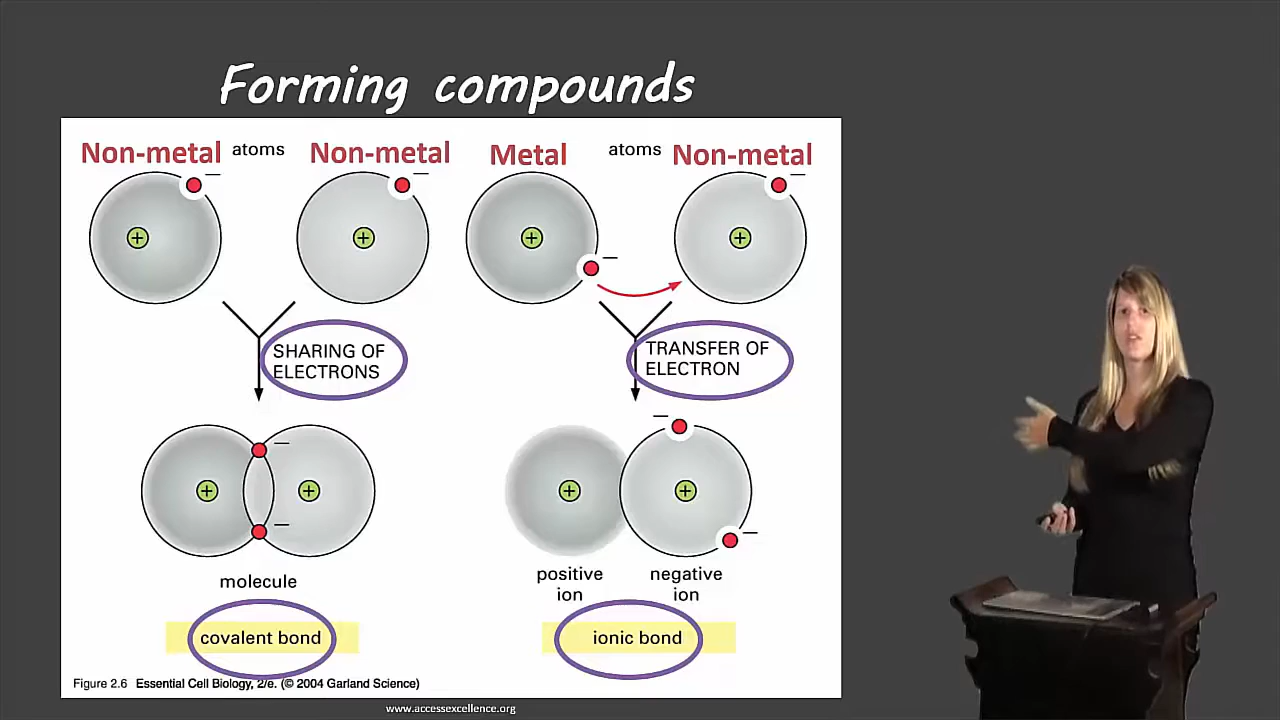 Forming compounds
Non-metal atoms Non-metal
Metal atoms Non-metal
SHARING OF
ELECTRONS
TRANSFER OF
ELECTRON
molecule
covalent bond
positive
ion
negative
ion
ionic bond
Figure 2.6 Essential Cell Biology, 2/e. (© 2004 Garland Science)
www.accessexcellence.org